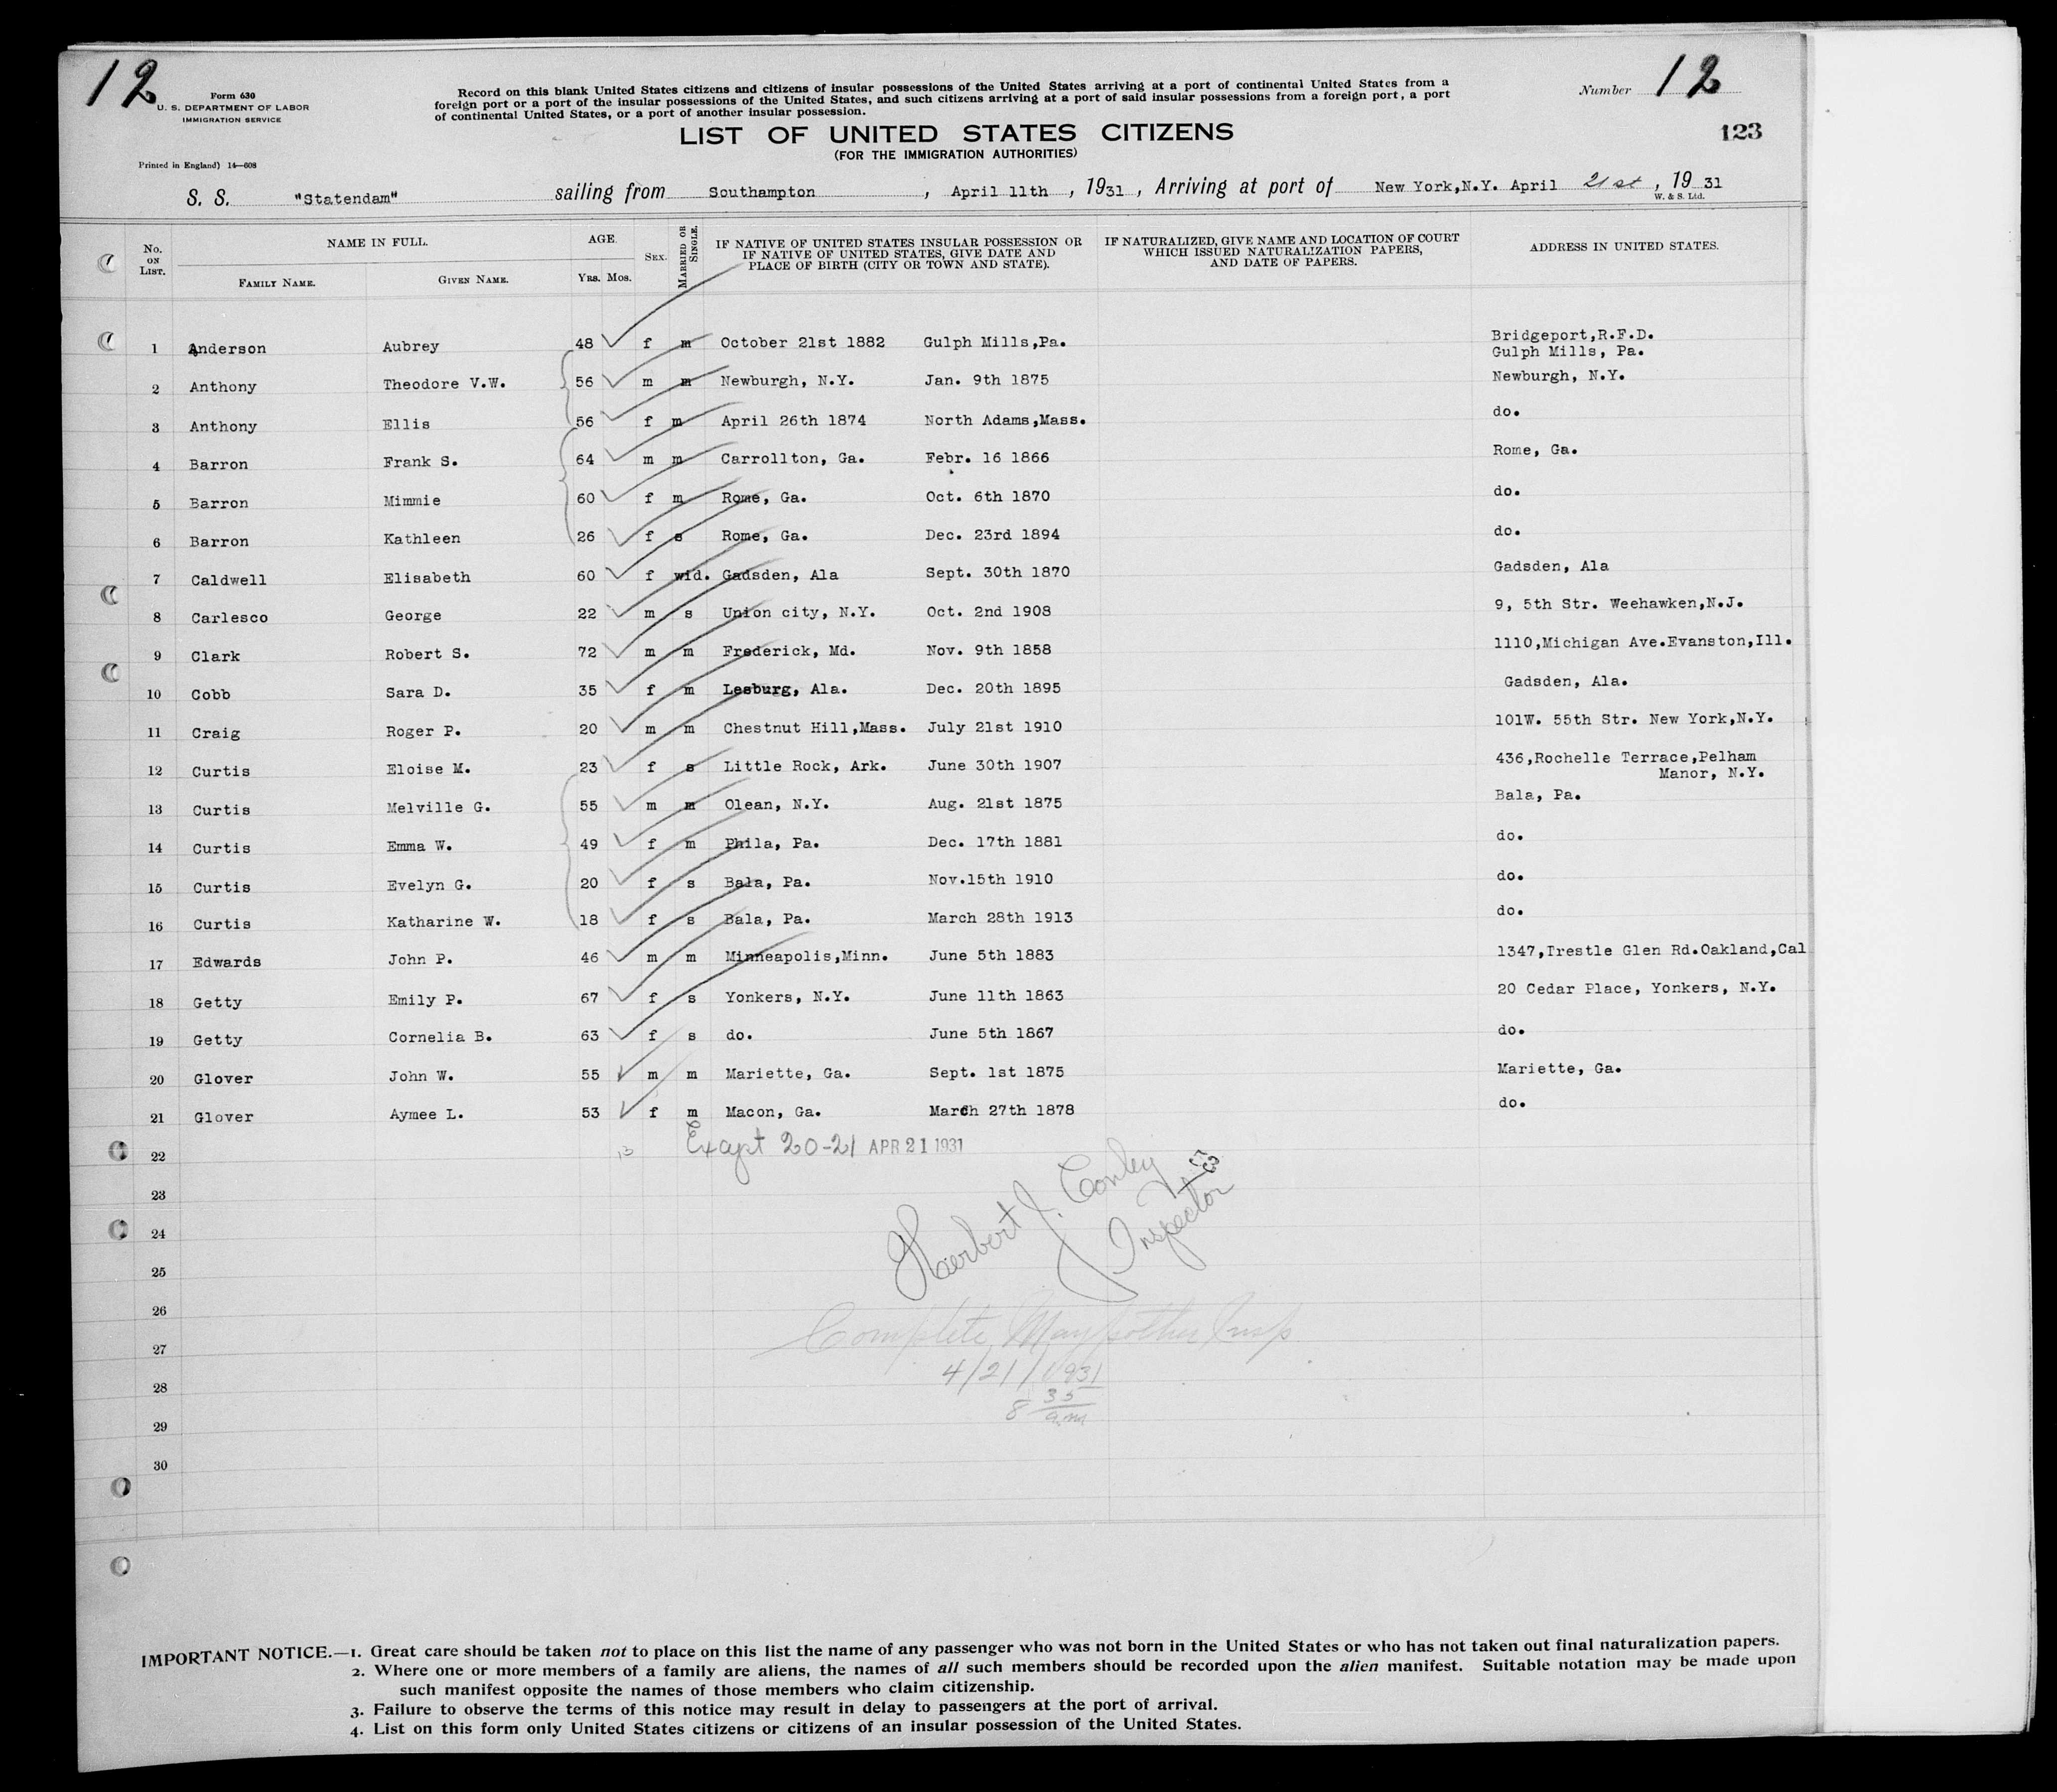 12
Form 630
U. S. DEPARTMENT OF LABOR
IMMIGRATION SERVICE
Printed in England) 14—608
Record on this blank United States citizens and citizens of insular possessions of the United States arriving at a port of continental United States from a
foreign port or a port of the insular possessions of the United States, and such citizens arriving at a port of said insular possessions from a foreign port, a port
of continental United States, or a port of another insular possession.
Number 12
123
LIST OF UNITED STATES CITIZENS
(FOR THE IMMIGRATION AUTHORITIES)
S. S. "Statendam" sailing from Southampton, April 11th, 1931, Arriving at port of New York,N.Y. April 21st, 1931
W. & S. Ltd.
No. ON LIST. NAME IN FULL. FAMILY NAME. GIVEN NAME. AGE. YRS. MOS. SEX. MARRIED OR SINGLE. IF NATIVE OF UNITED STATES INSULAR POSSESSION OR IF NATIVE OF UNITED STATES, GIVE DATE AND PLACE OF BIRTH (CITY OR TOWN AND STATE). IF NATURALIZED, GIVE NAME AND LOCATION OF COURT WHICH ISSUED NATURALIZATION PAPERS, AND DATE OF PAPERS. ADDRESS IN UNITED STATES.
1 Anderson Aubrey 48 f m October 21st 1882 Gulph Mills,Pa. Bridgeport,R.F.D. Gulph Mills, Pa.
2 Anthony Theodore V.W. 56 m m Newburgh, N.Y. Jan. 9th 1875 Newburgh, N.Y.
3 Anthony Ellis 56 f m April 26th 1874 North Adams,Mass. do.
4 Barron Frank S. 64 m m Carrollton, Ga. Febr. 16 1866 Rome, Ga.
5 Barron Mimmie 60 f m Rome, Ga. Oct. 6th 1870 do.
6 Barron Kathleen 26 f s Rome, Ga. Dec. 23rd 1894 do.
7 Caldwell Elisabeth 60 f wid. Gadsden, Ala Sept. 30th 1870 Gadsden, Ala
8 Carlesco George 22 m s Union city, N.Y. Oct. 2nd 1908 9, 5th Str. Weehawken,N.J.
9 Clark Robert S. 72 m m Frederick, Md. Nov. 9th 1858 1110,Michigan Ave.Evanston,Ill.
10 Cobb Sara D. 35 f m Lesburg, Ala. Dec. 20th 1895 Gadsden, Ala.
11 Craig Roger P. 20 m m Chestnut Hill,Mass. July 21st 1910 101W. 55th Str. New York,N.Y.
12 Curtis Eloise M. 23 f s Little Rock, Ark. June 30th 1907 436,Rochelle Terrace,Pelham Manor, N.Y.
13 Curtis Melville G. 55 m m Olean, N.Y. Aug. 21st 1875 Bala, Pa.
14 Curtis Emma W. 49 f m Phila, Pa. Dec. 17th 1881 do.
15 Curtis Evelyn G. 20 f s Bala, Pa. Nov.15th 1910 do.
16 Curtis Katharine W. 18 f s Bala, Pa. March 28th 1913 do.
17 Edwards John P. 46 m m Minneapolis,Minn. June 5th 1883 1347,Trestle Glen Rd.Oakland,Cal
18 Getty Emily P. 67 f s Yonkers, N.Y. June 11th 1863 20 Cedar Place, Yonkers, N.Y.
19 Getty Cornelia B. 63 f s do. June 5th 1867 do.
20 Glover John W. 55 m m Mariette, Ga. Sept. 1st 1875 Mariette, Ga.
21 Glover Aymee L. 53 f m Macon, Ga. March 27th 1878 do.
22 13 Except 20-21 APR 21 1931
23
24 Herbert J. Conley Inspector
25
26
27 Complete Insp
4/21/1931
28 8 35 am
29
30
IMPORTANT NOTICE.—1. Great care should be taken not to place on this list the name of any passenger who was not born in the United States or who has not taken out final naturalization papers.
2. Where one or more members of a family are aliens, the names of all such members should be recorded upon the alien manifest. Suitable notation may be made upon
such manifest opposite the names of those members who claim citizenship.
3. Failure to observe the terms of this notice may result in delay to passengers at the port of arrival.
4. List on this form only United States citizens or citizens of an insular possession of the United States.